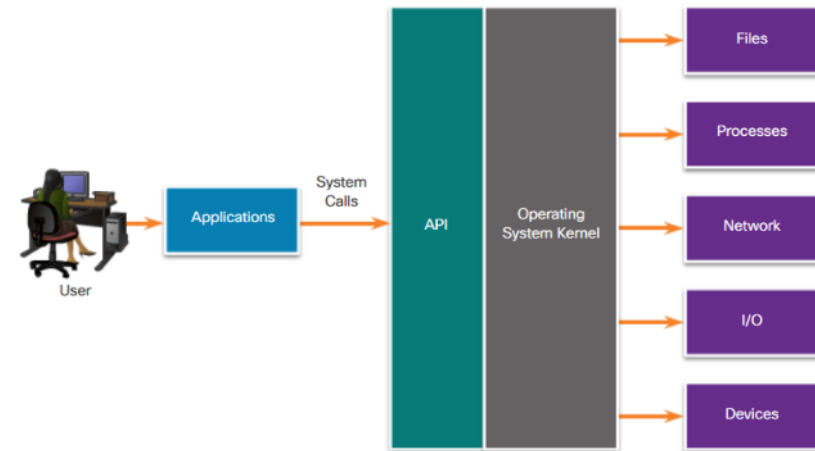 User
Applications
System
Calls
API
Operating
System Kernel
Files
Processes
Network
I/O
Devices